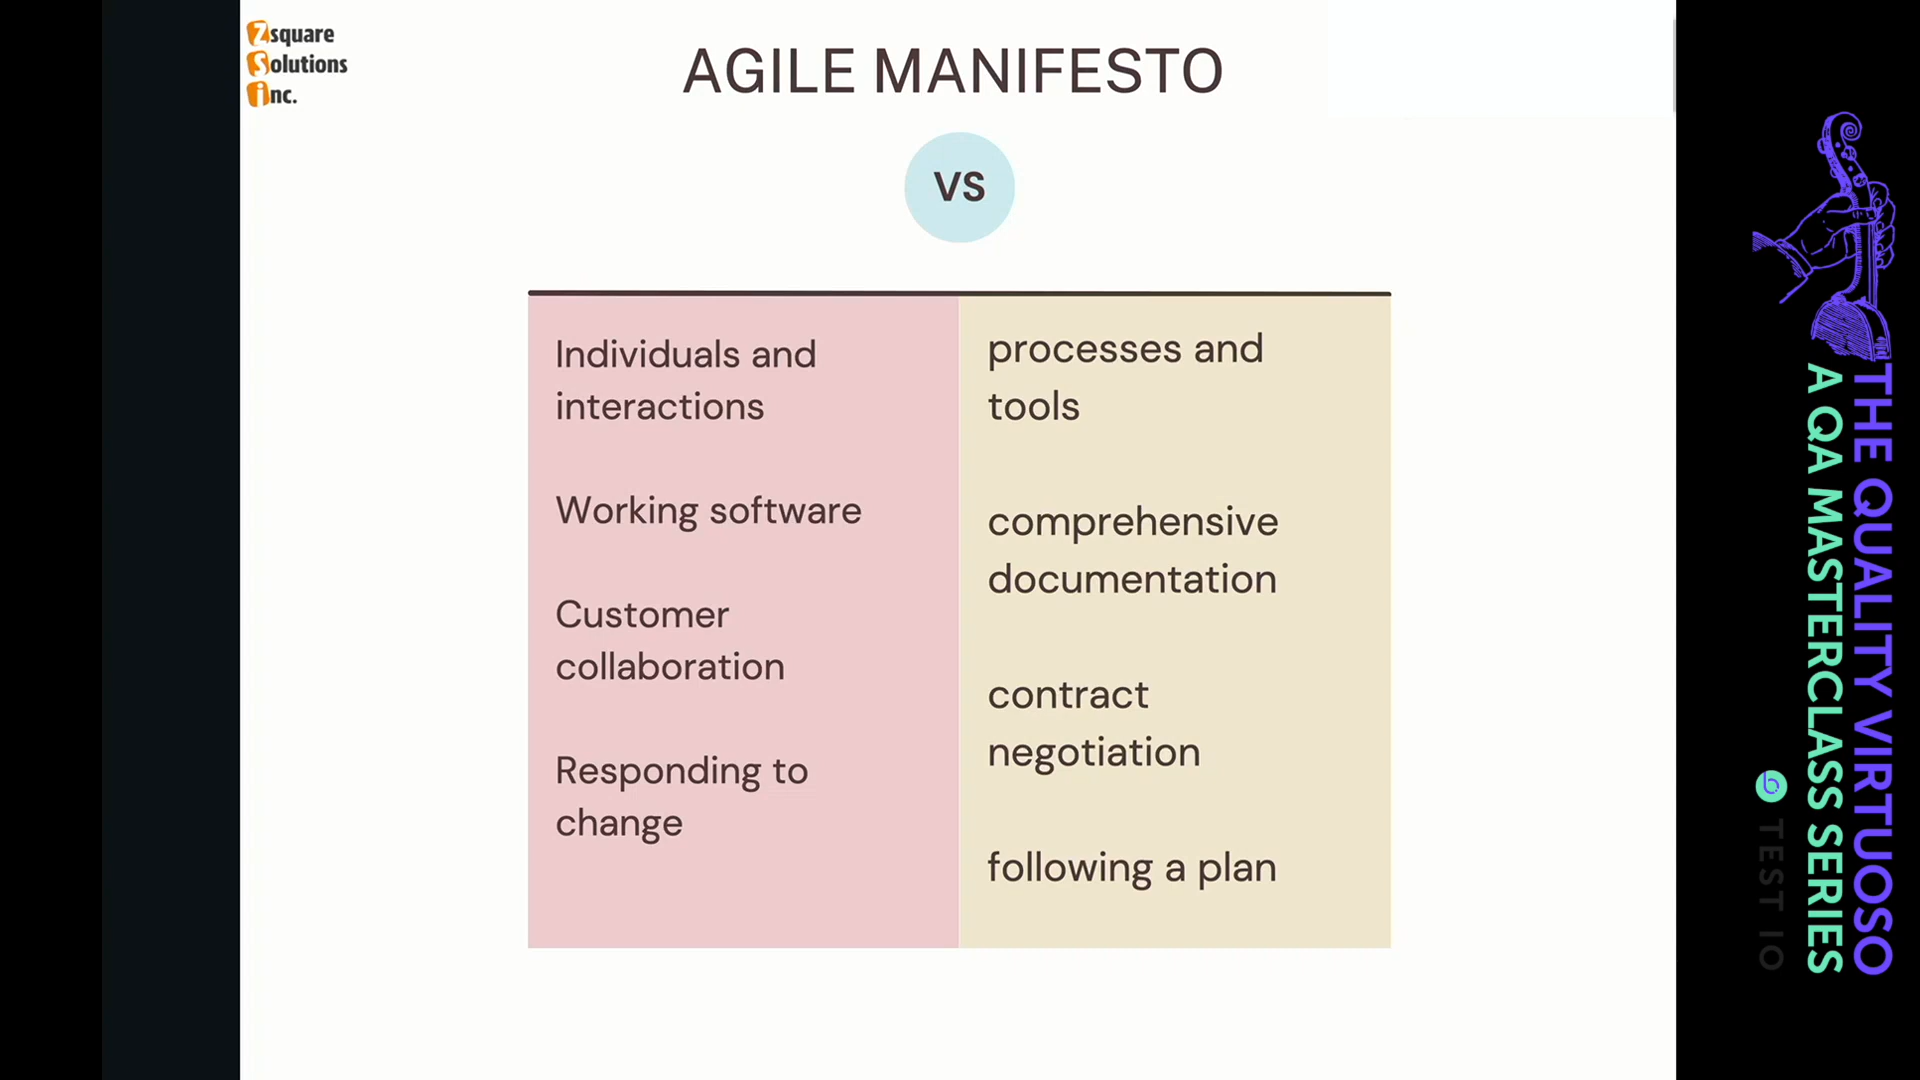 Zsquare
Solutions
inc.
AGILE MANIFESTO
VS
Individuals and
interactions
Working software
Customer
collaboration
Responding to
change
processes and
tools
comprehensive
documentation
contract
negotiation
following a plan
THE QUALITY VIRTUOSO
A QA MASTERCLASS SERIES
TEST IO